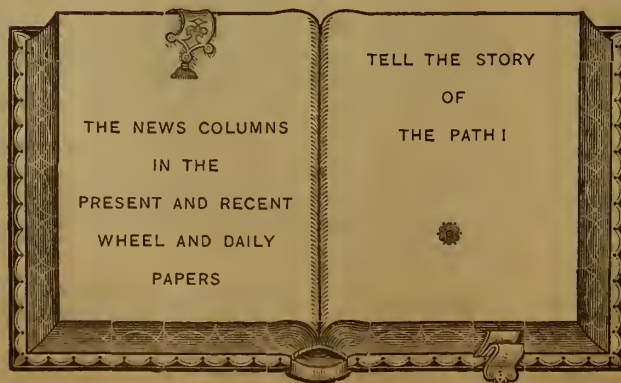 THE NEWS COLUMNS
IN THE
PRESENT AND RECENT
WHEEL AND DAILY
PAPERS
TELL THE STORY
OF
THE PATH!